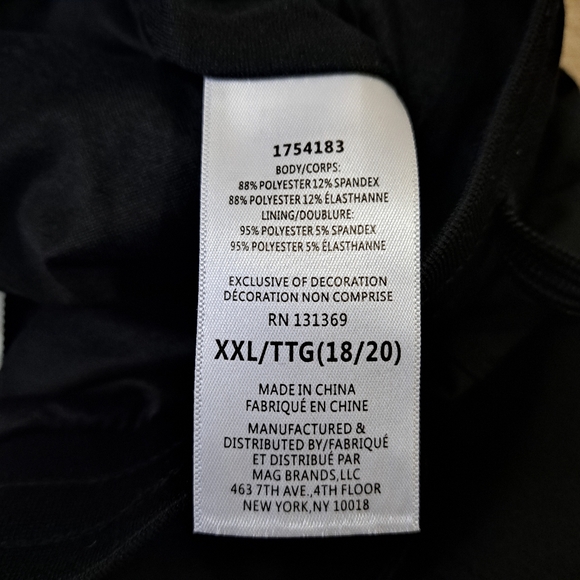 1754183
BODY/CORPS:
88% POLYESTER 12% SPANDEX
88% POLYESTER 12% ÉLASTHANNE
LINING/DOUBLURE:
95% POLYESTER 5% SPANDEX
95% POLYESTER 5% ÉLASTHANNE
EXCLUSIVE OF DECORATION
DÉCORATION NON COMPRISE
RN 131369
XXL/TTG(18/20)
MADE IN CHINA
FABRIQUÉ EN CHINE
MANUFACTURED &
DISTRIBUTED BY/FABRIQUÉ
ET DISTRIBUÉ PAR
MAG BRANDS,LLC
463 7TH AVE.,4TH FLOOR
NEW YORK,NY 10018